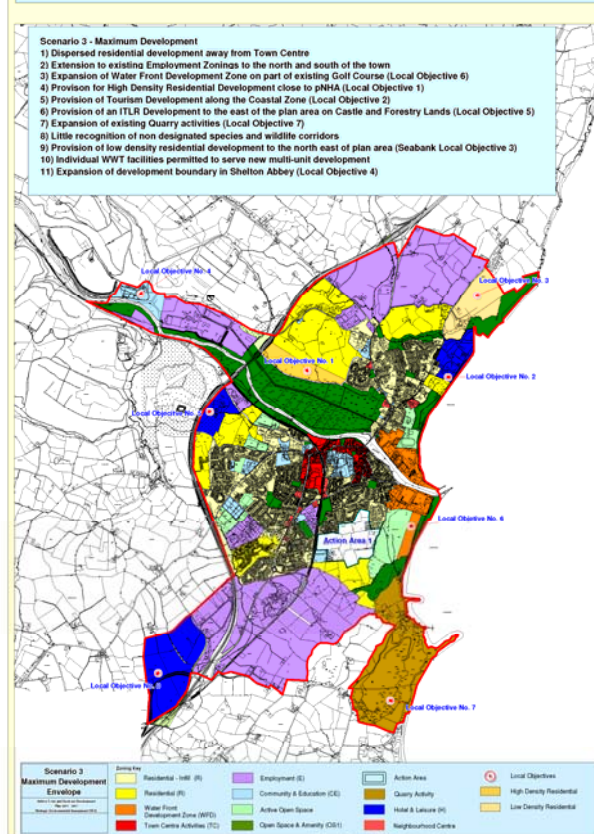 Scenario 3 - Maximum Development
1) Dispersed residential development away from Town Centre
2) Extension to existing Employment Zonings to the north and south of the town
3) Expansion of Water Front Development Zone on part of existing Golf Course (Local Objective 6)
4) Provison for High Density Residential Development close to pNHA (Local Objective 1)
5) Provision of Tourism Development along the Coastal Zone (Local Objective 2)
6) Provision of an ITLR Development to the east of the plan area on Castle and Forestry Lands (Local Objective 5)
7) Expansion of existing Quarry activities (Local Objective 7)
8) Little recognition of non designated species and wildlife corridors
9) Provision of low density residential development to the north east of plan area (Seabank Local Objective 3)
10) Individual WWT facilities permitted to serve new multi-unit development
11) Expansion of development boundary in Shelton Abbey (Local Objective 4)
Local Objective No. 4
Local Objective No. 3
Local Objective No. 1
Local Objective No. 2
Local Objective No.
Local Objective No. 6
Action Area 1
Local Objective No.
Local Objective No. 7
Scenario 3
Maximum Development
Envelope
Zoning Key
Residential - Infill (R)
Residential (R)
Water Front
Development Zone (WFD)
Town Centre Activities (TC)
Employment (E)
Community & Education (CE)
Active Open Space
Open Space & Amenity (OS1)
Action Area
Quarry Activity
Hotel & Leisure (H)
Neighbourhood Centre
Local Objectives
High Density Residential
Low Density Residential